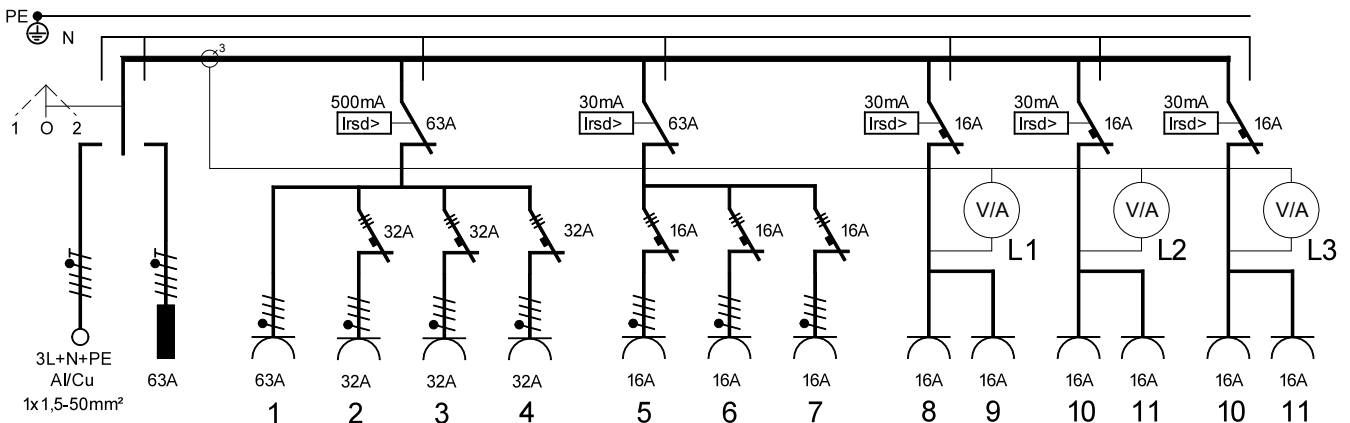 PE
N
3
1 O 2
500mA 30mA 30mA 30mA 30mA
Irsd> 63A Irsd> 63A Irsd> 16A Irsd> 16A Irsd> 16A
V/A V/A V/A
32A 32A 32A 16A 16A 16A
L1 L2 L3
3L+N+PE
Al/Cu 63A 63A 32A 32A 32A 16A 16A 16A 16A 16A 16A 16A 16A 16A
1x1,5-50mm²
1 2 3 4 5 6 7 8 9 10 11 10 11